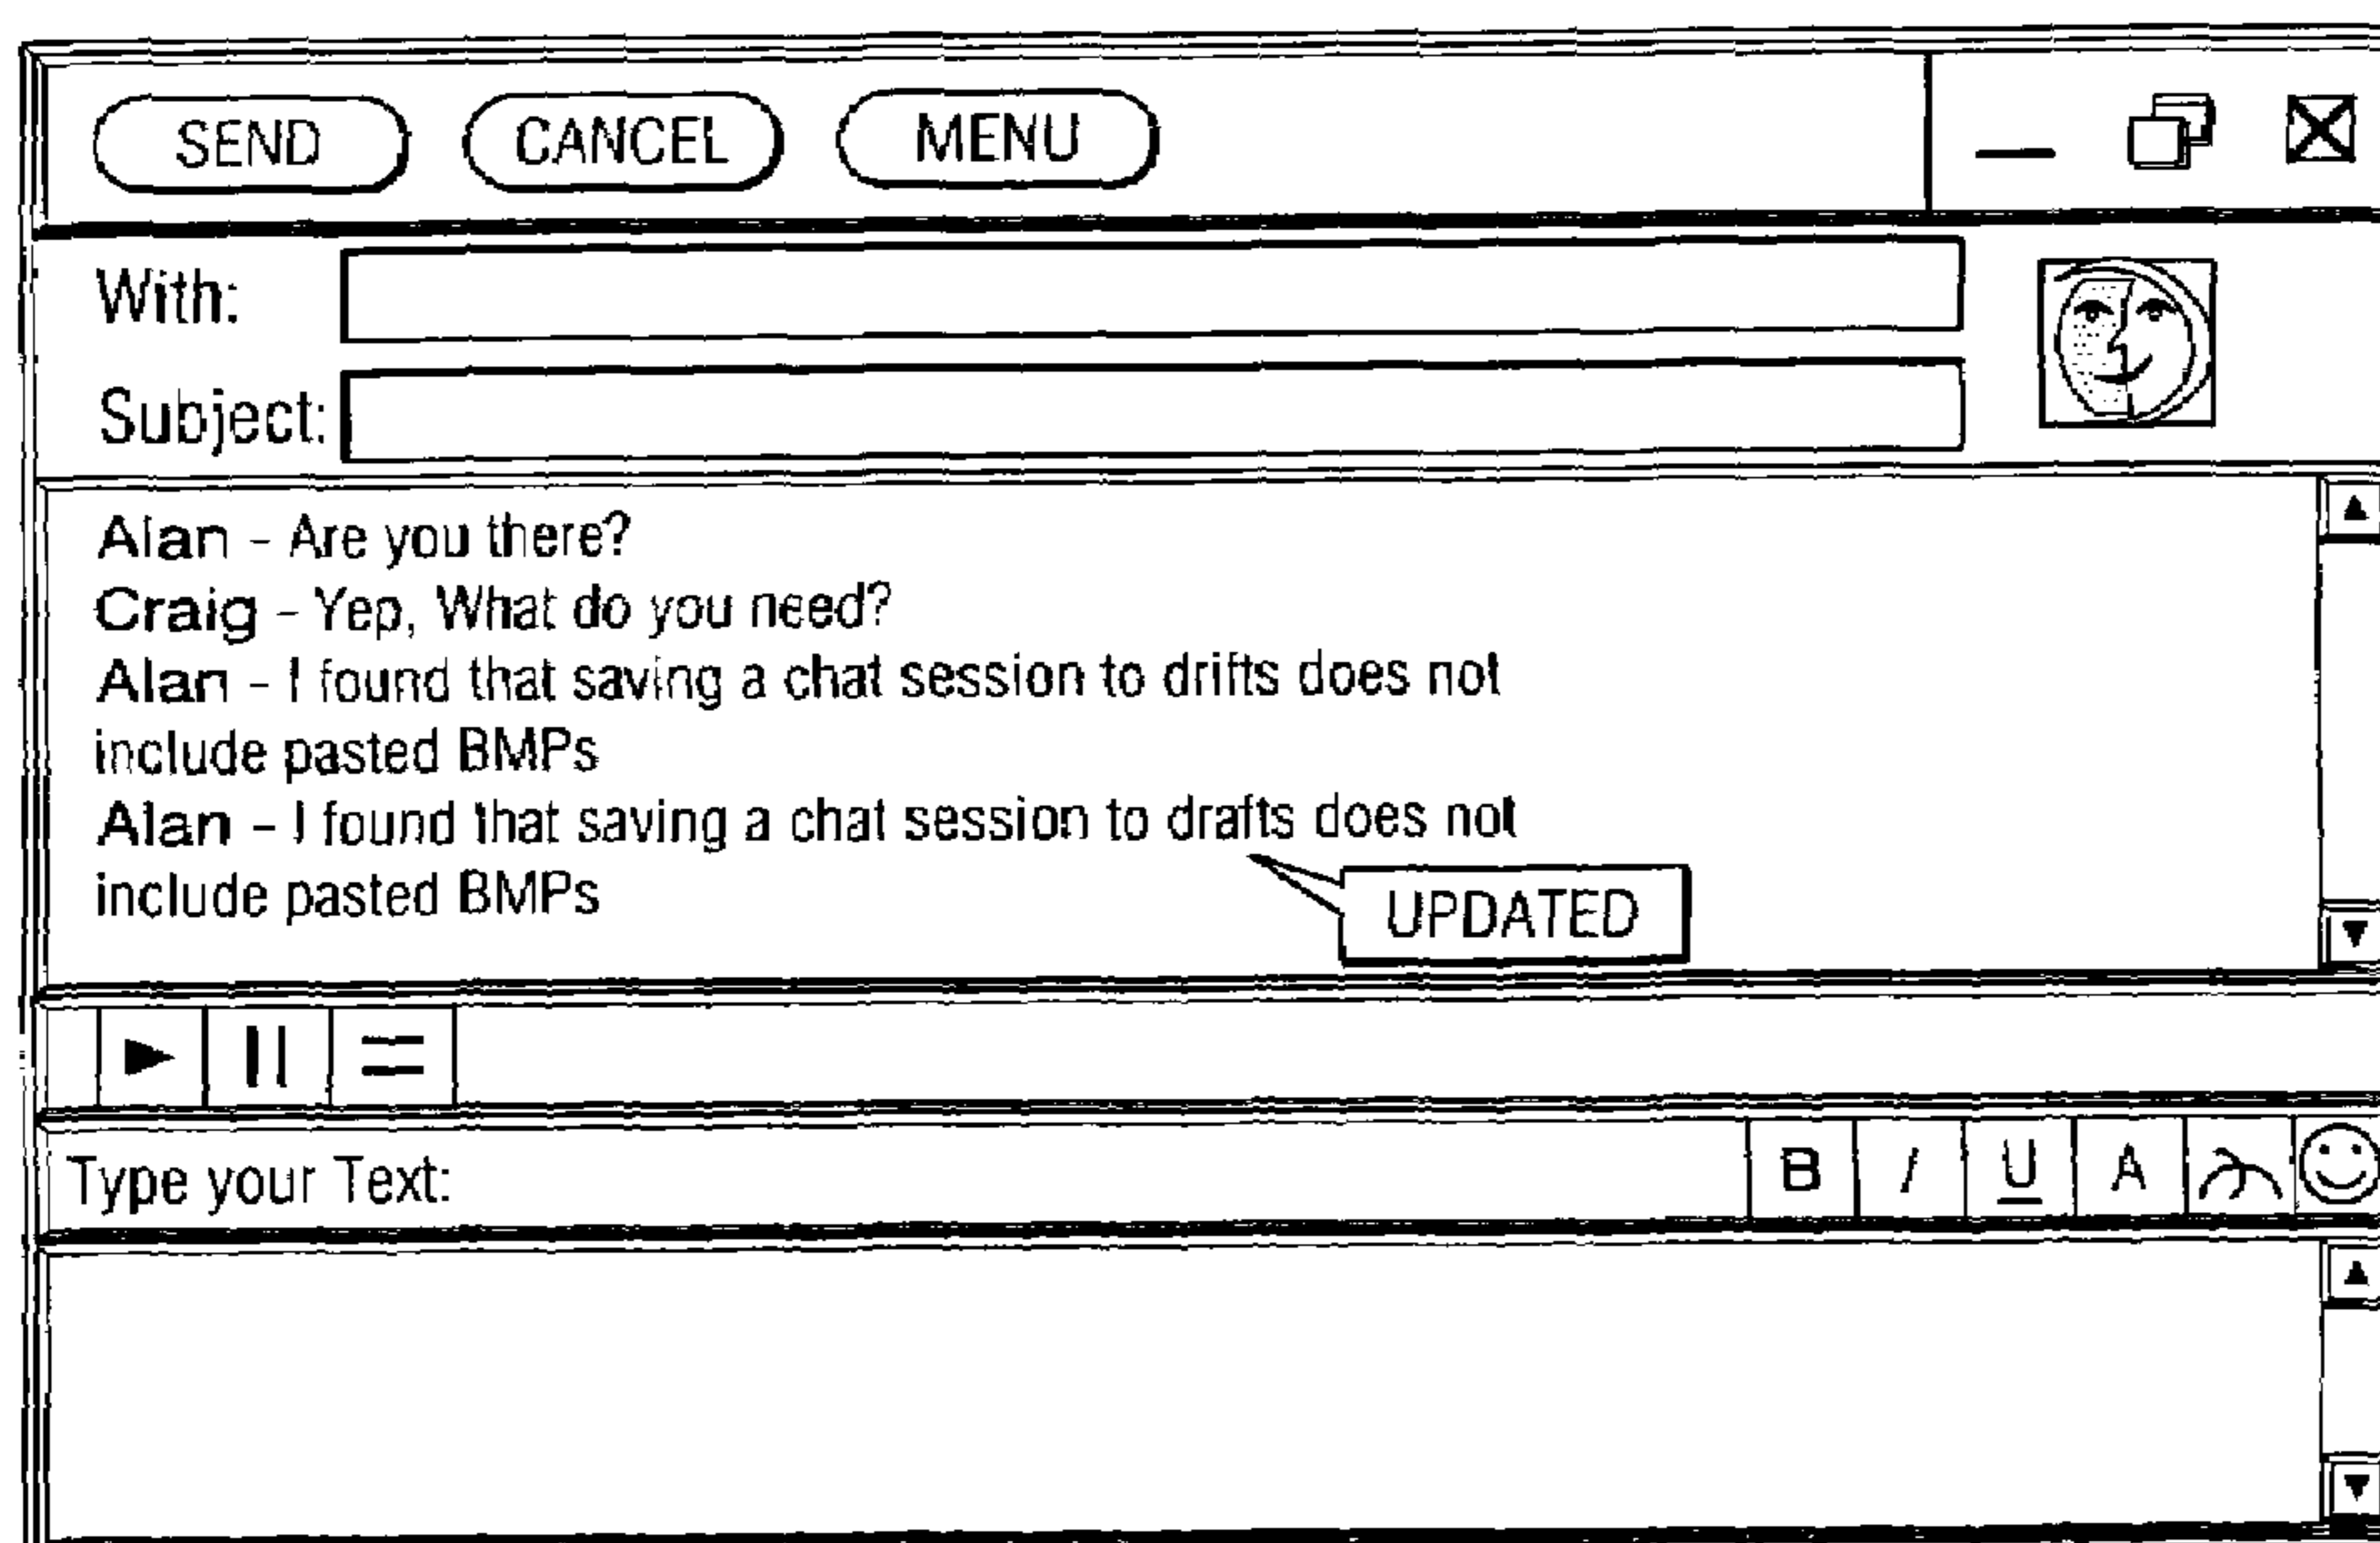 SEND CANCEL MENU
With:
Subject:
Alan - Are you there?
Craig - Yep, What do you need?
Alan - I found that saving a chat session to drifts does not
include pasted BMPs
Alan - I found that saving a chat session to drafts does not
include pasted BMPs
UPDATED
Type your Text:
B I U A